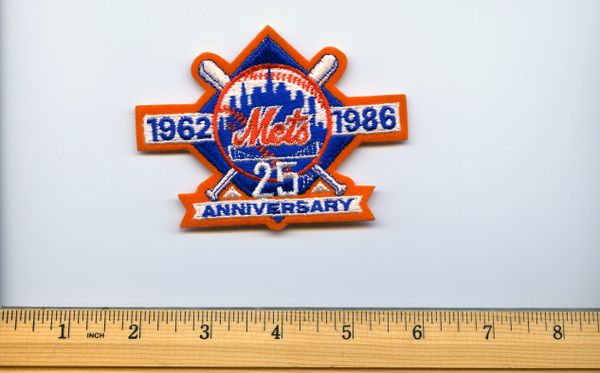 1962 Mets 1986
25
ANNIVERSARY
1 INCH 2 3 4 5 6 7 8